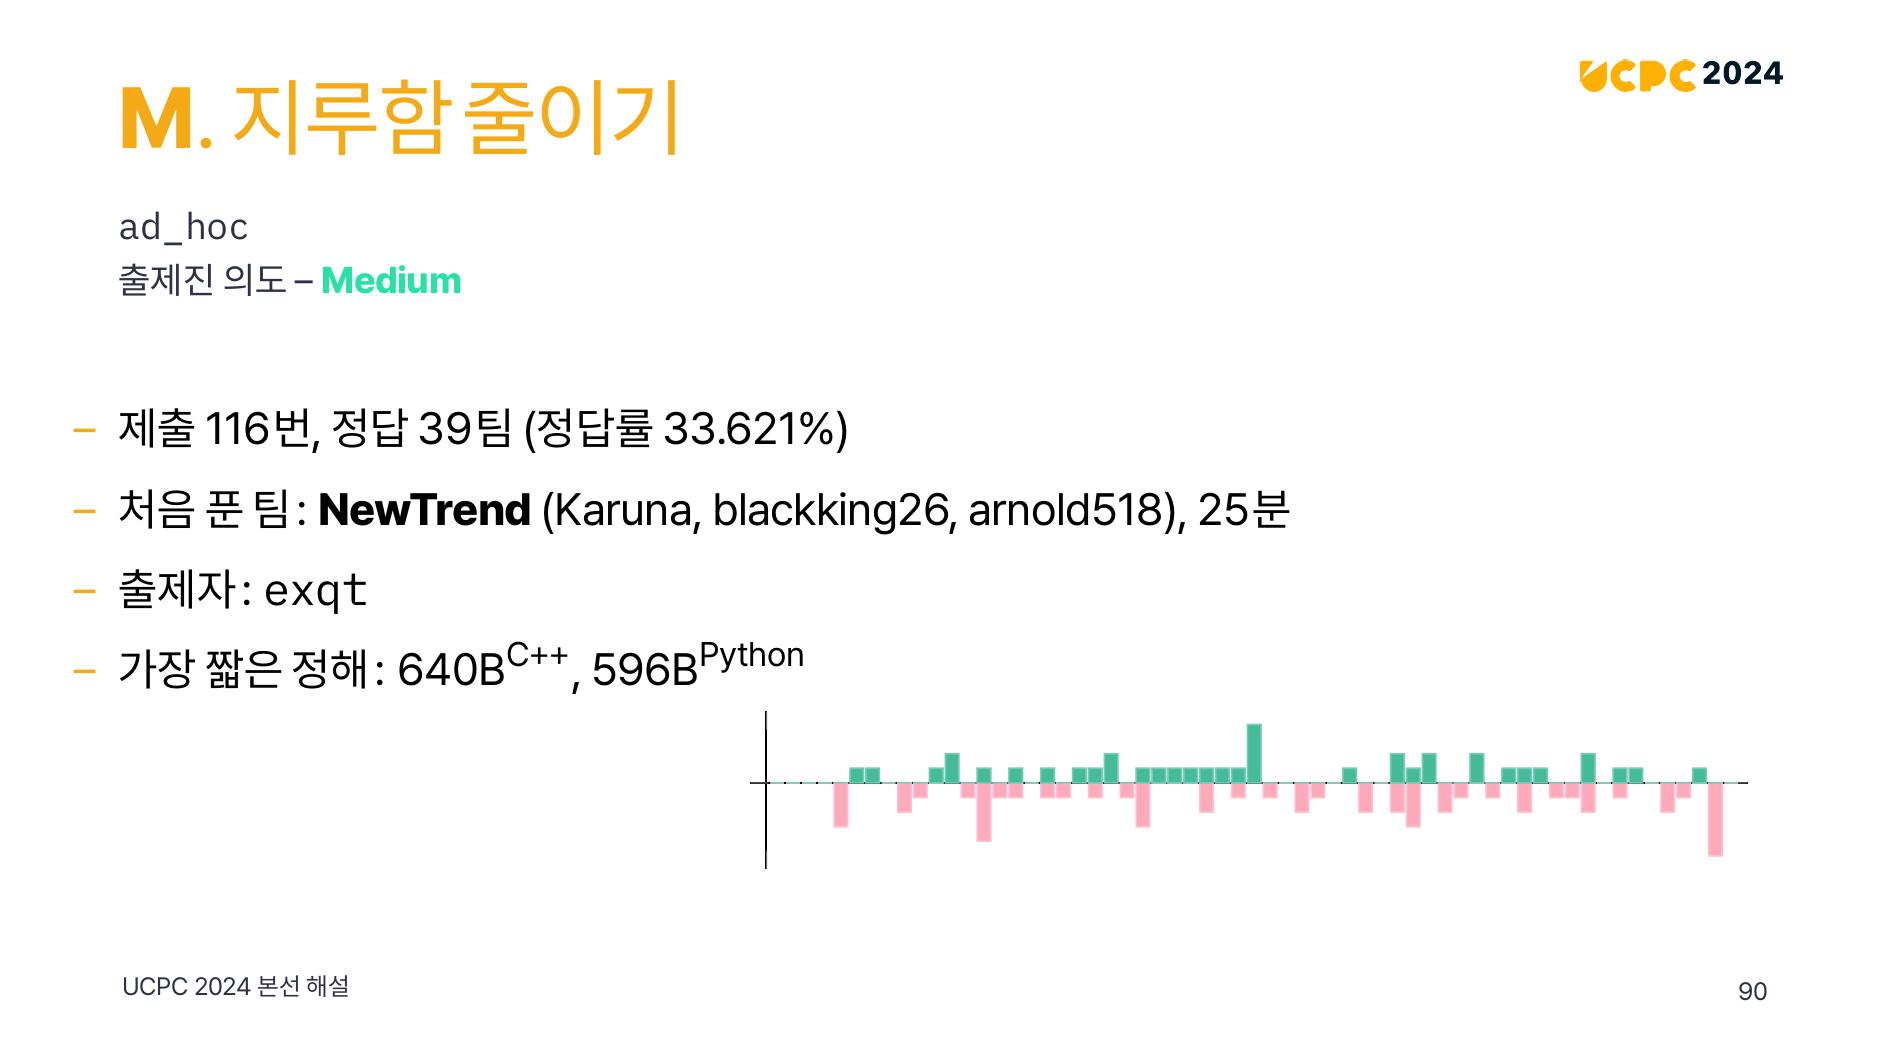 UCPC 2024
M. 지루함 줄이기
ad_hoc
출제진 의도 – Medium
– 제출 116번, 정답 39팀 (정답률 33.621%)
– 처음 푼 팀: NewTrend (Karuna, blackking26, arnold518), 25분
– 출제자: exqt
– 가장 짧은 정해: 640B^C++, 596B^Python
UCPC 2024 본선 해설
90